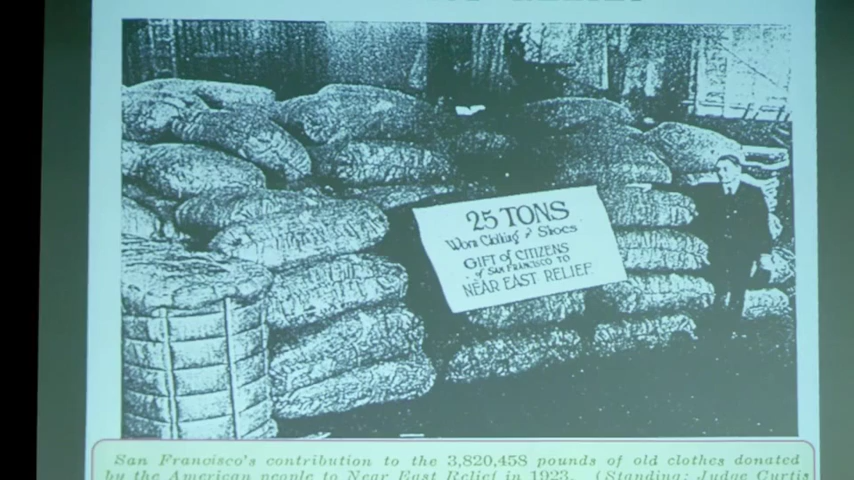 25 TONS
Worn Clothing & Shoes
GIFT of CITIZENS
of SAN FRANCISCO TO
NEAR EAST RELIEF
San Francisco's contribution to the 3,820,458 pounds of old clothes donated
by the American people to Near East Relief in 1923. (Standing: Judge Curtis